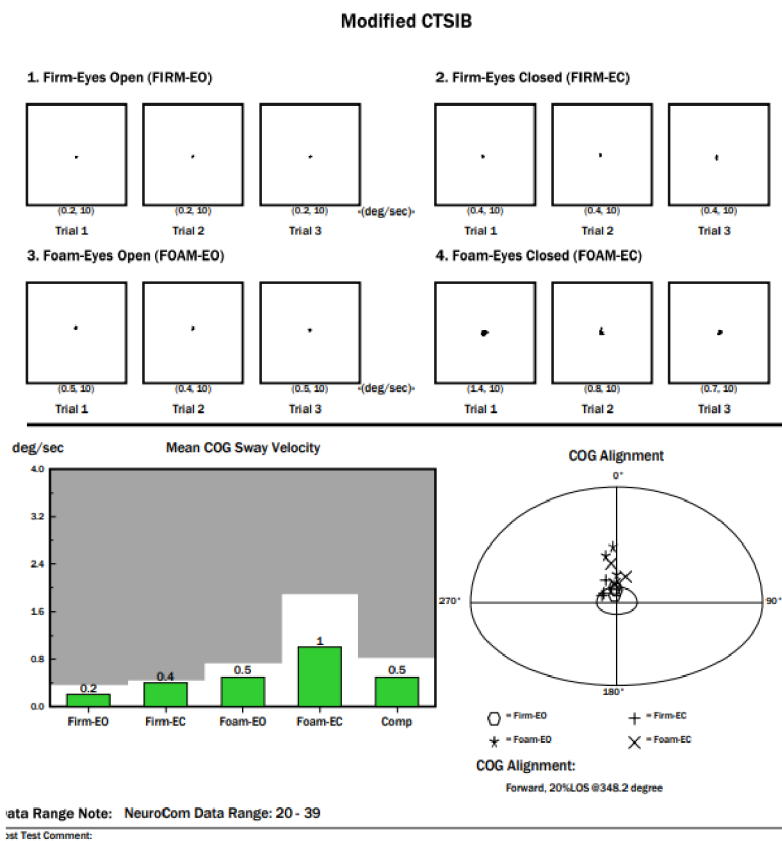 Modified CTSIB
1. Firm-Eyes Open (FIRM-EO)
2. Firm-Eyes Closed (FIRM-EC)
(0.2, 10) (0.2, 10) (0.2, 10) -(deg/sec)- (0.4, 10) (0.4, 10) (0.4, 10)
Trial 1 Trial 2 Trial 3 Trial 1 Trial 2 Trial 3
3. Foam-Eyes Open (FOAM-EO)
4. Foam-Eyes Closed (FOAM-EC)
(0.5, 10) (0.4, 10) (0.5, 10) -(deg/sec)- (1.4, 10) (0.8, 10) (0.7, 10)
Trial 1 Trial 2 Trial 3 Trial 1 Trial 2 Trial 3
deg/sec
Mean COG Sway Velocity
4.0
3.2
2.4
1.6
0.8
0.0
0.2
0.4
0.5
1
0.5
Firm-EO Firm-EC Foam-EO Foam-EC Comp
COG Alignment
0°
270°
90°
180°
= Firm-EO
= Firm-EC
= Foam-EO
= Foam-EC
COG Alignment:
Forward, 20%LOS @348.2 degree
ata Range Note: NeuroCom Data Range: 20 - 39
ost Test Comment: